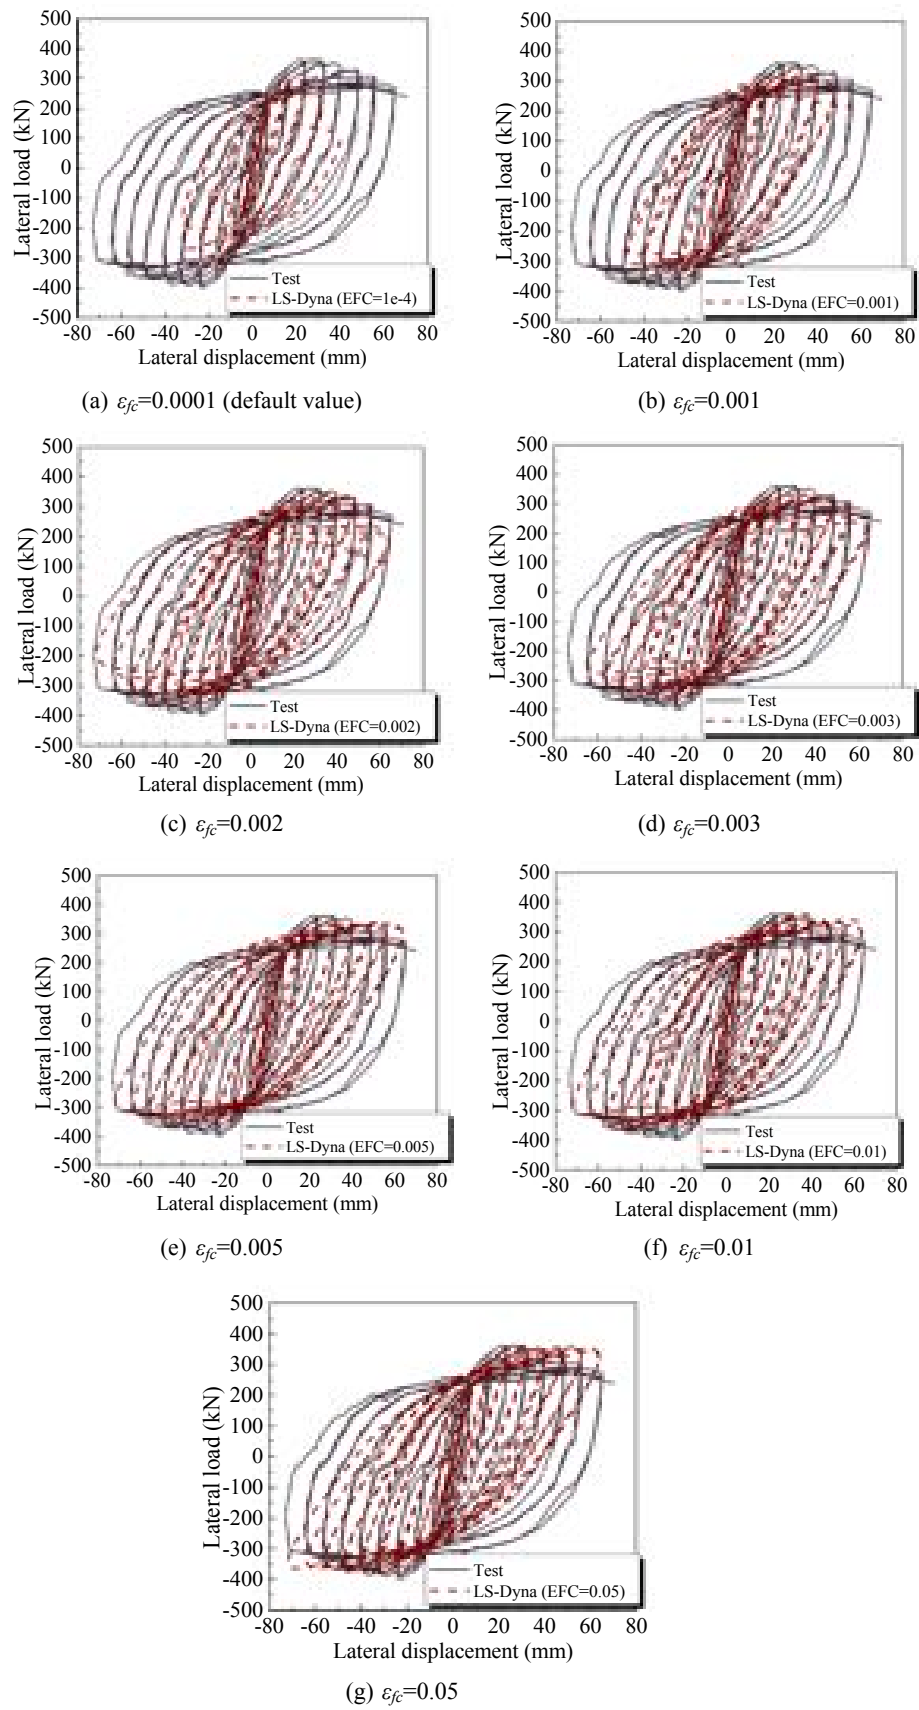 500
400
300
200
100
0
-100
-200
-300
-400
-500
Lateral load (kN)
Test
LS-Dyna (EFC=1e-4)
-80 -60 -40 -20 0 20 40 60 80
Lateral displacement (mm)
(a) εfc=0.0001 (default value)
500
400
300
200
100
0
-100
-200
-300
-400
-500
Lateral load (kN)
Test
LS-Dyna (EFC=0.001)
-80 -60 -40 -20 0 20 40 60 80
Lateral displacement (mm)
(b) εfc=0.001
500
400
300
200
100
0
-100
-200
-300
-400
-500
Lateral load (kN)
Test
LS-Dyna (EFC=0.002)
-80 -60 -40 -20 0 20 40 60 80
Lateral displacement (mm)
(c) εfc=0.002
500
400
300
200
100
0
-100
-200
-300
-400
-500
Lateral load (kN)
Test
LS-Dyna (EFC=0.003)
-80 -60 -40 -20 0 20 40 60 80
Lateral displacement (mm)
(d) εfc=0.003
500
400
300
200
100
0
-100
-200
-300
-400
-500
Lateral load (kN)
Test
LS-Dyna (EFC=0.005)
-80 -60 -40 -20 0 20 40 60 80
Lateral displacement (mm)
(e) εfc=0.005
500
400
300
200
100
0
-100
-200
-300
-400
-500
Lateral load (kN)
Test
LS-Dyna (EFC=0.01)
-80 -60 -40 -20 0 20 40 60 80
Lateral displacement (mm)
(f) εfc=0.01
500
400
300
200
100
0
-100
-200
-300
-400
-500
Lateral load (kN)
Test
LS-Dyna (EFC=0.05)
-80 -60 -40 -20 0 20 40 60 80
Lateral displacement (mm)
(g) εfc=0.05